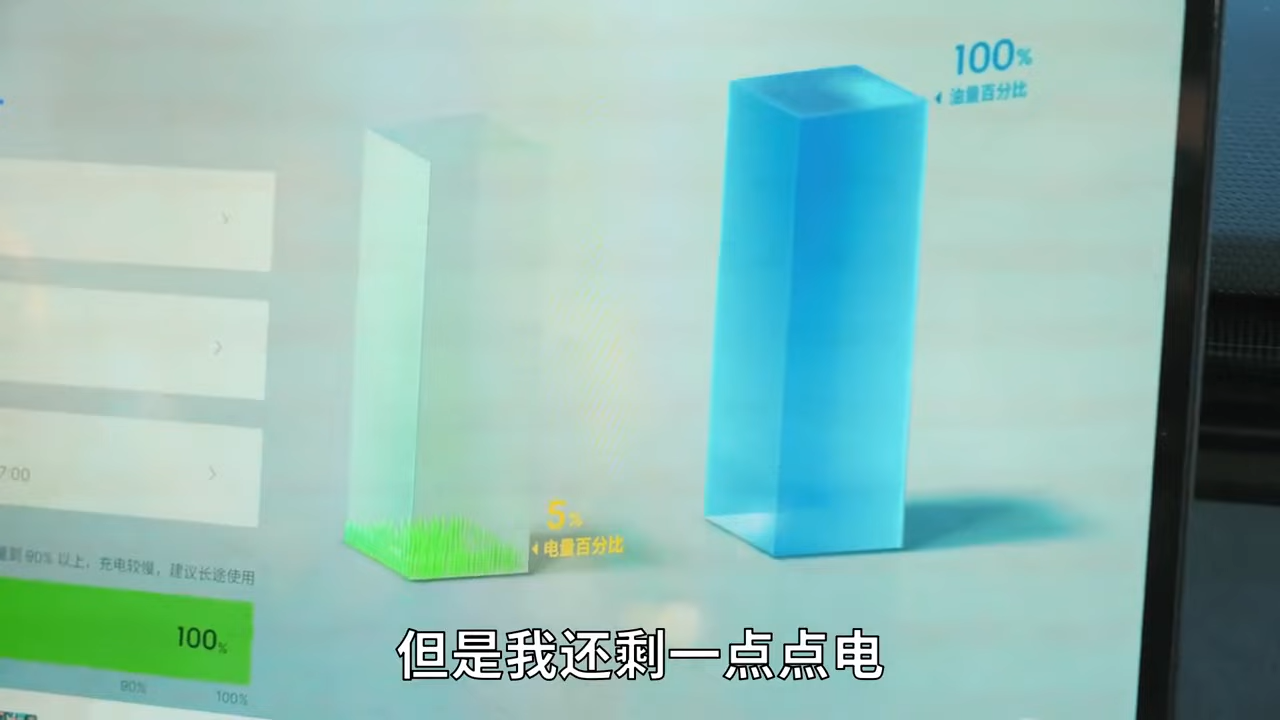 100%
油量百分比
7:00
5%
电量百分比
到 90% 以上，充电较慢，建议长途使用
100%
90%
100%
但是我还剩一点点电